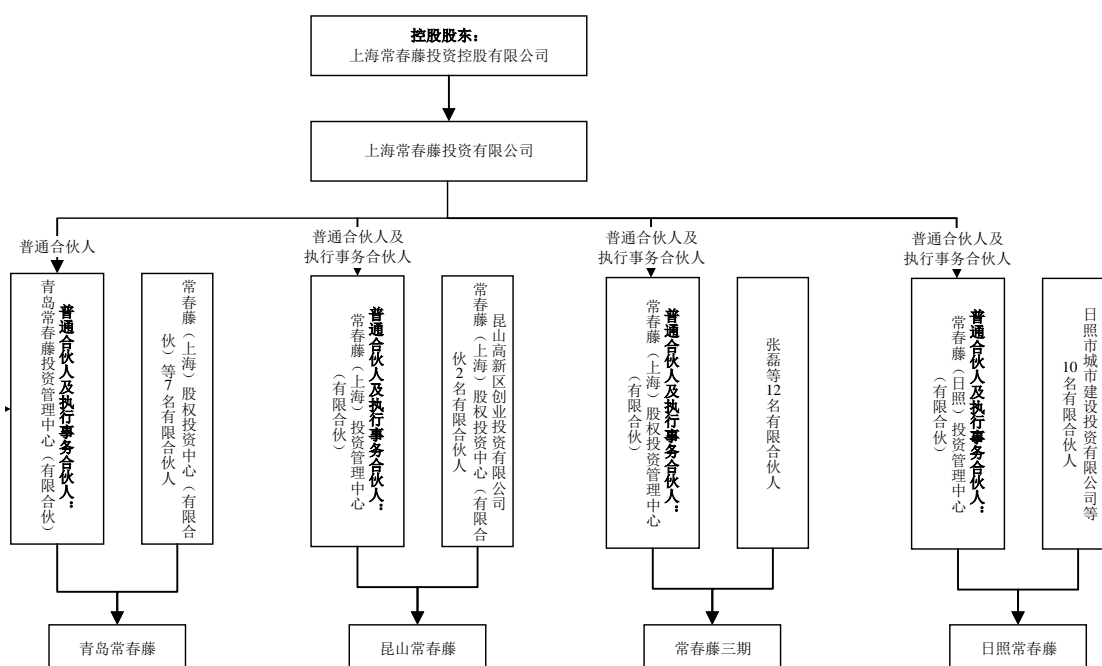 控股股东：
上海常春藤投资控股有限公司
上海常春藤投资有限公司
普通合伙人
普通合伙人及
执行事务合伙人
普通合伙人及
执行事务合伙人
普通合伙人及
执行事务合伙人
普通合伙人及执行事务合伙人：
青岛常春藤投资管理中心（有限合伙）
常春藤（上海）股权投资中心（有限合
伙）等7名有限合伙人
普通合伙人及执行事务合伙人：
常春藤（上海）投资管理中心
（有限合伙）
昆山高新区创业投资有限公司
常春藤（上海）股权投资中心（有限合
伙2名有限合伙人
普通合伙人及执行事务合伙人：
常春藤（上海）股权投资管理中心
（有限合伙）
张磊等12名有限合伙人
普通合伙人及执行事务合伙人：
常春藤（日照）投资管理中心
（有限合伙）
日照市城市建设投资有限公司等
10名有限合伙人
青岛常春藤
昆山常春藤
常春藤三期
日照常春藤